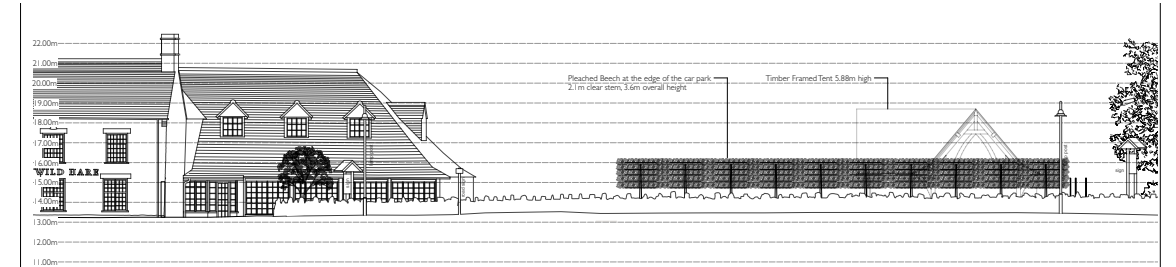 22.00m
21.00m
20.00m
19.00m
18.00m
17.00m
16.00m
WILD HARE
15.00m
14.00m
13.00m
12.00m
11.00m
Pleached Beech at the edge of the car park
2.1m clear stem, 3.6m overall height
Timber Framed Tent 5.88m high
sign